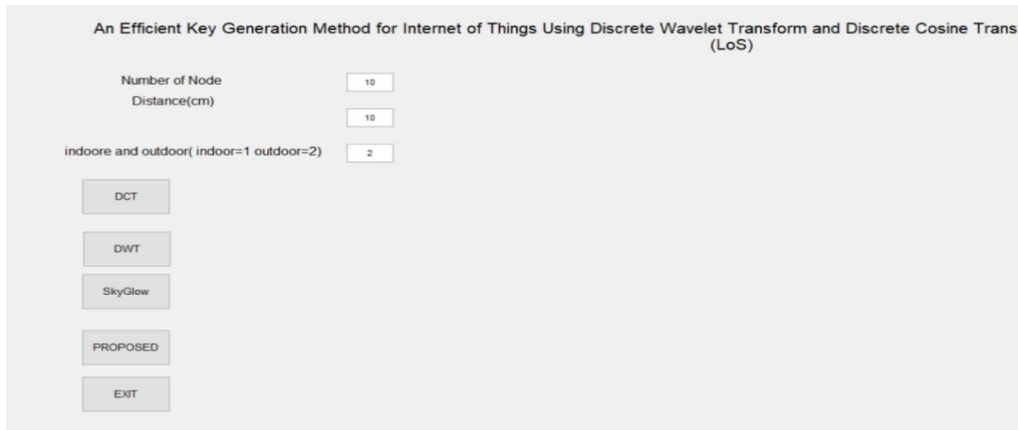 An Efficient Key Generation Method for Internet of Things Using Discrete Wavelet Transform and Discrete Cosine Trans
(LoS)
Number of Node 10
Distance(cm)
10
indoore and outdoor( indoor=1 outdoor=2) 2
DCT
DWT
SkyGlow
PROPOSED
EXIT